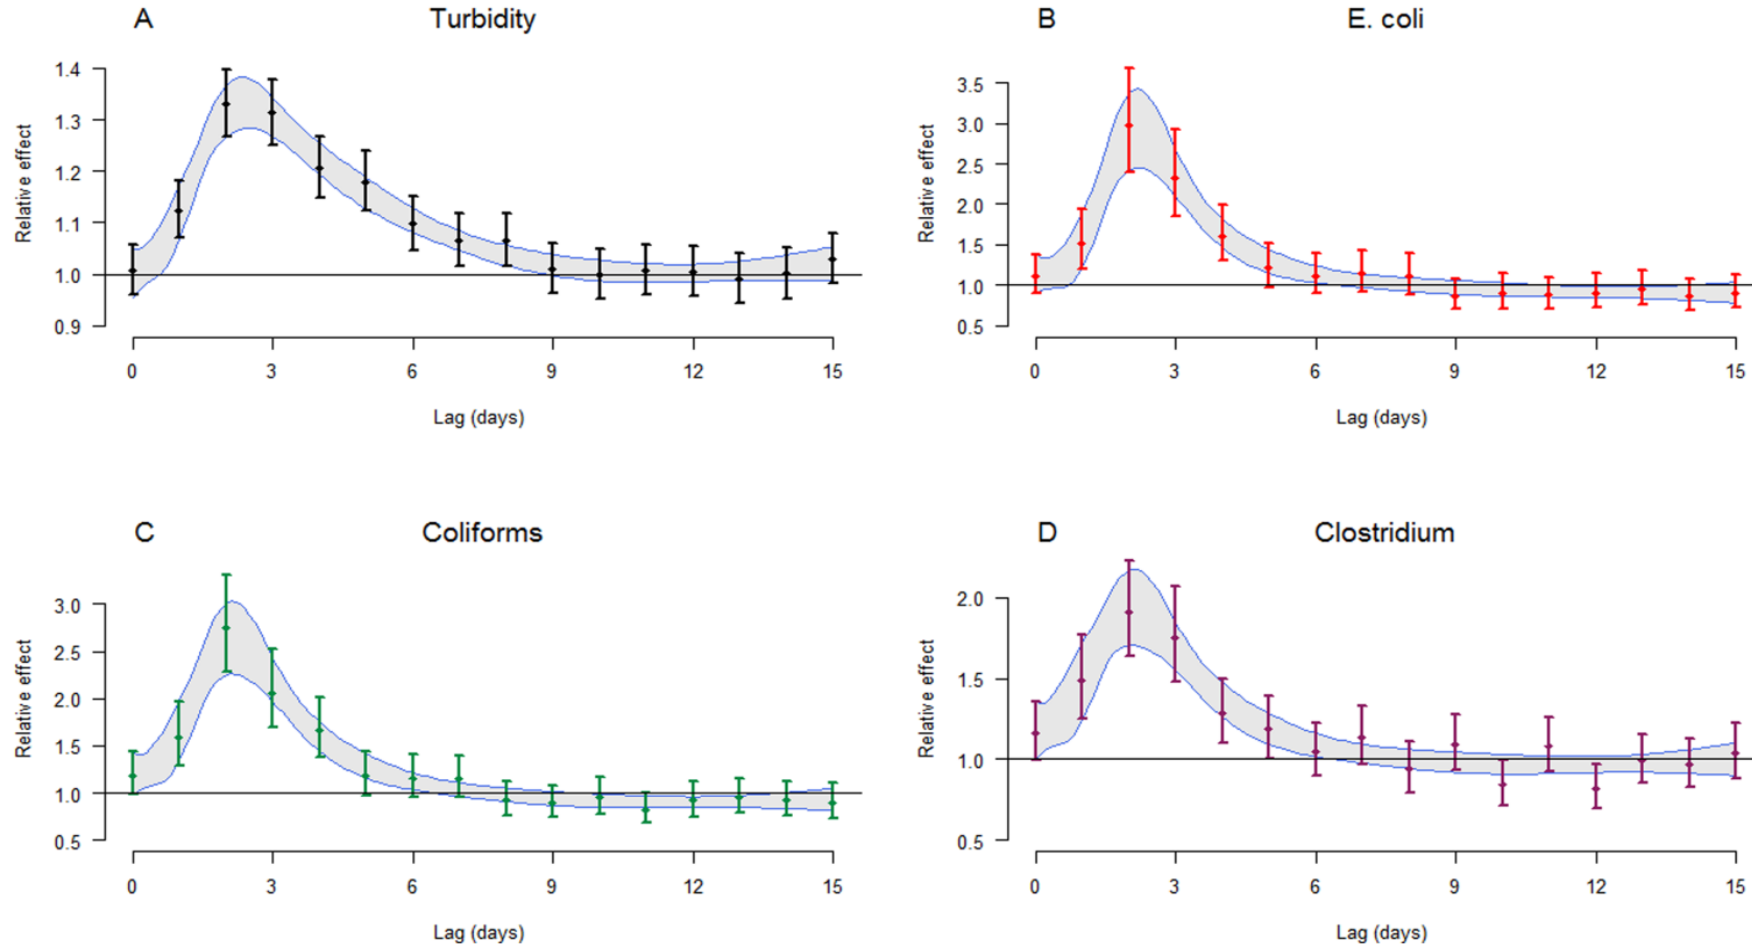 A Turbidity
Relative effect
1.4
1.3
1.2
1.1
1.0
0.9
0 3 6 9 12 15
Lag (days)
B E. coli
Relative effect
3.5
3.0
2.5
2.0
1.5
1.0
0.5
0 3 6 9 12 15
Lag (days)
C Coliforms
Relative effect
3.0
2.5
2.0
1.5
1.0
0.5
0 3 6 9 12 15
Lag (days)
D Clostridium
Relative effect
2.0
1.5
1.0
0.5
0 3 6 9 12 15
Lag (days)